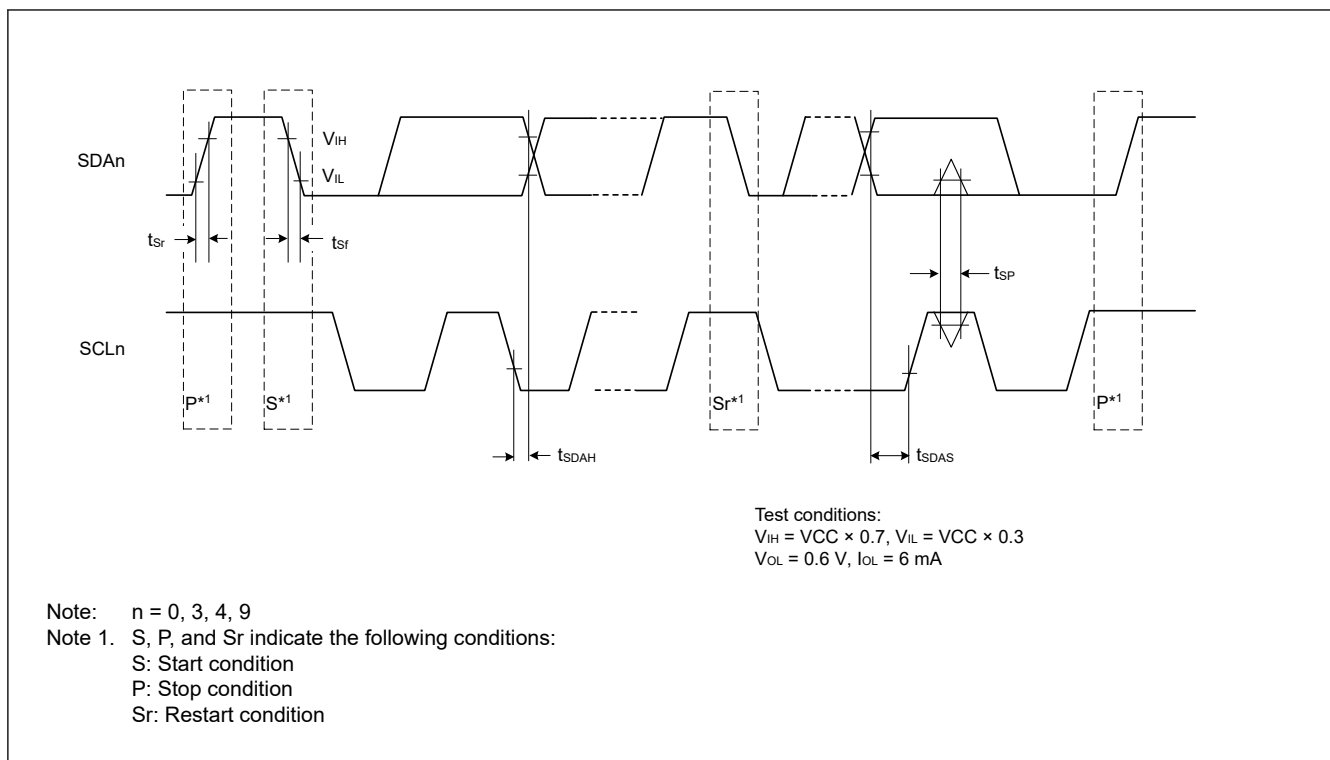 SDAn
VIH
VIL
tSr
tSf
tSP
SCLn
P*1
S*1
Sr*1
P*1
tSDAH
tSDAS
Test conditions:
VIH = VCC × 0.7, VIL = VCC × 0.3
VOL = 0.6 V, IOL = 6 mA
Note: n = 0, 3, 4, 9
Note 1. S, P, and Sr indicate the following conditions:
S: Start condition
P: Stop condition
Sr: Restart condition